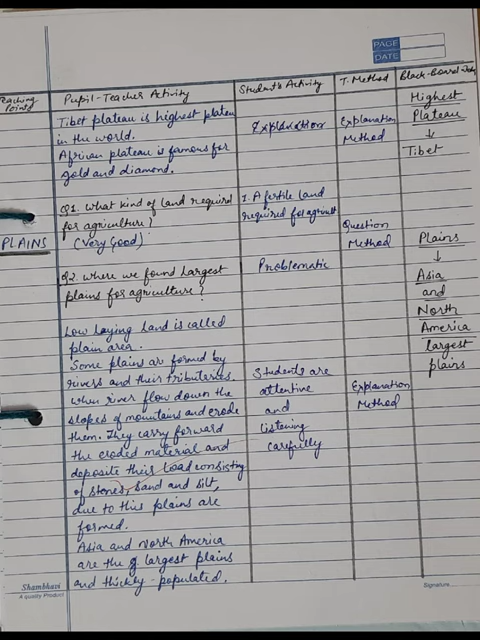 PAGE
DATE
Teaching Points
Pupil-Teacher Activity
Students Activity
T. Method
Black-board
Tibet plateau is highest plateau
in the world.
African plateau is famous for
gold and diamond.
Explanation
Explanation
Method
Highest
Plateau
↓
Tibet
Q1. What kind of land required
for agriculture?
(Very Good)
1. A fertile land
required for agricult
Question
Method
PLAINS
Q2. where we found Largest
plains for agriculture?
Problematic
Plains
↓
Asia
and
North
America
largest
plains
Low laying land is called
plain area.
Some plains are formed by
rivers and their tributaries.
when river flow down the
slopes of mountains and erode
them. They carry forward
the eroded material and
deposite their Load consisting
of stones, sand and silt,
due to this plains are
formed.
Asia and North America
are the largest plains
and thickly-populated.
Students are
attentive
and
listening
carefully
Explanation
Method
Shambhavi
a quality Product
Signature